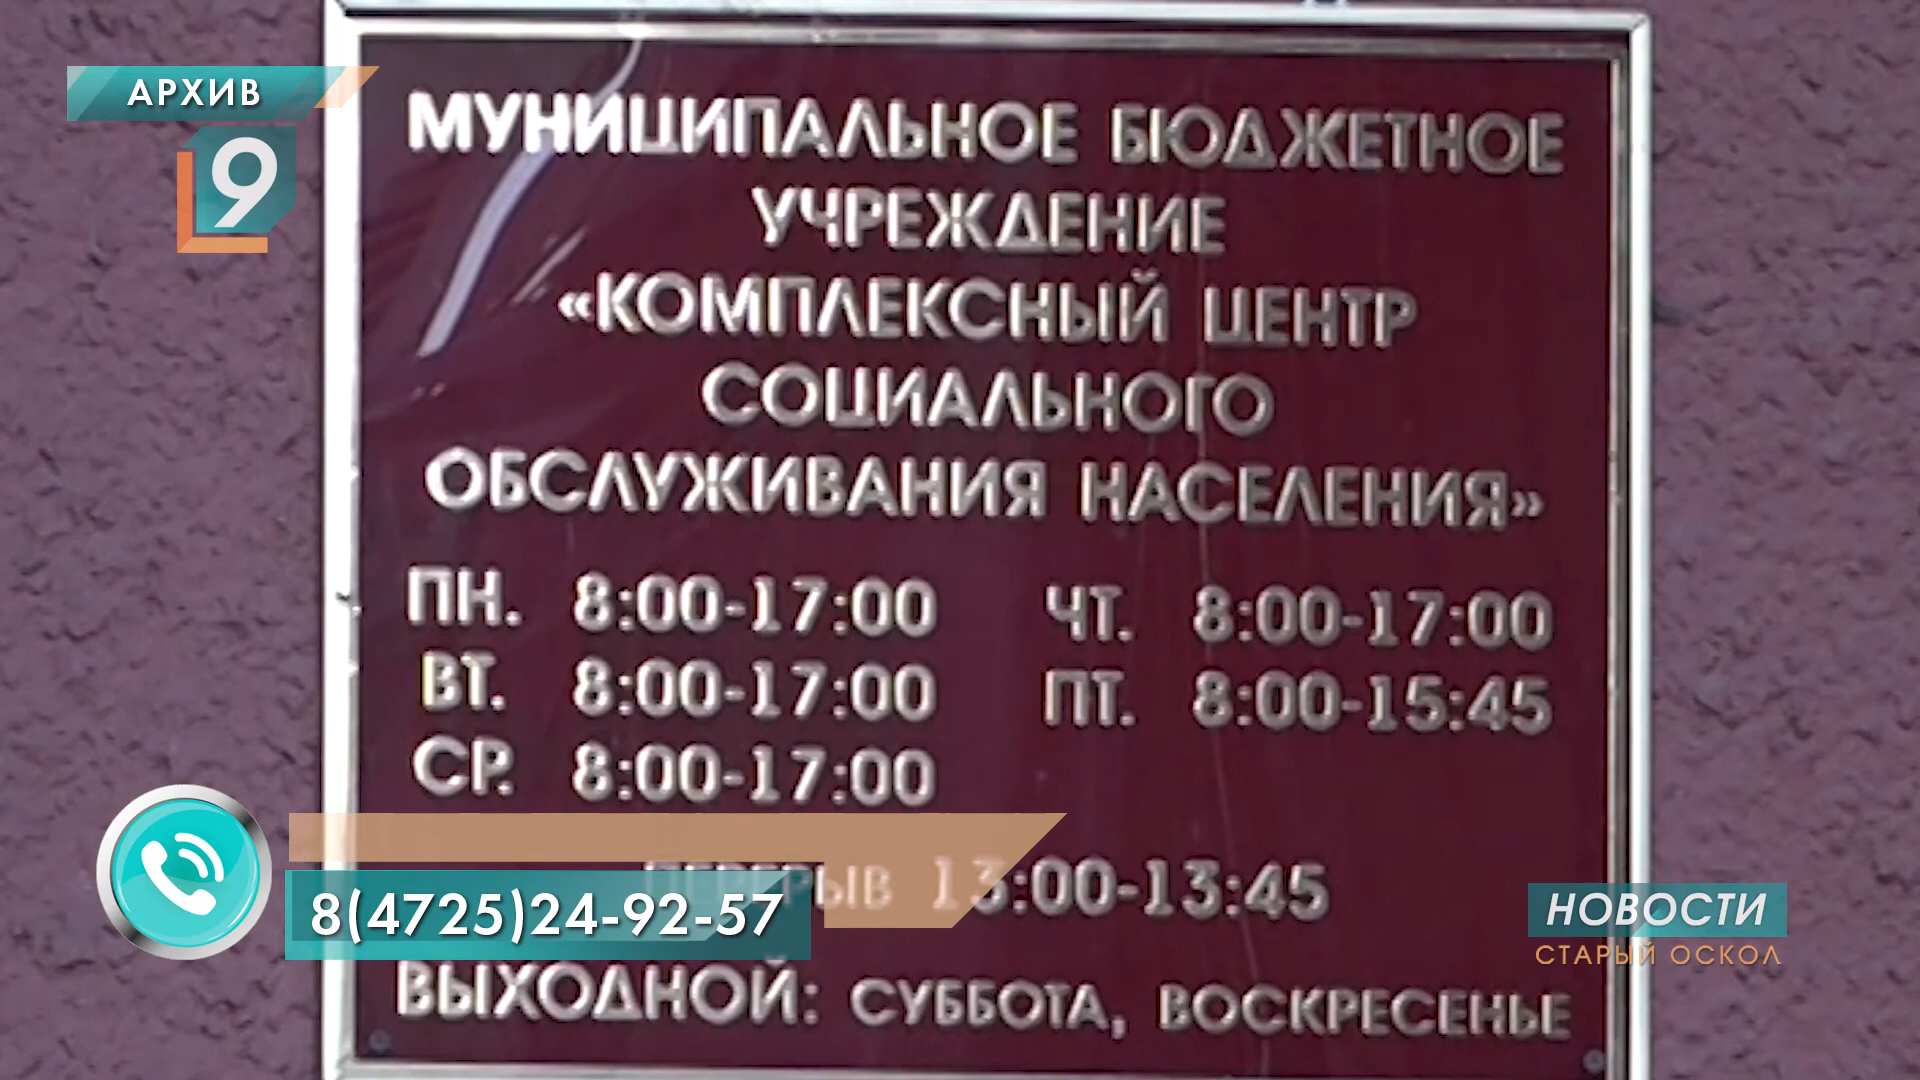 АРХИВ
9
МУНИЦИПАЛЬНОЕ БЮДЖЕТНОЕ
УЧРЕЖДЕНИЕ
«КОМПЛЕКСНЫЙ ЦЕНТР
СОЦИАЛЬНОГО
ОБСЛУЖИВАНИЯ НАСЕЛЕНИЯ»
ПН. 8:00-17:00 ЧТ. 8:00-17:00
ВТ. 8:00-17:00 ПТ. 8:00-15:45
СР. 8:00-17:00
ПЕРЕРЫВ 13:00-13:45
8(4725)24-92-57
НОВОСТИ
СТАРЫЙ ОСКОЛ
ВЫХОДНОЙ: СУББОТА, ВОСКРЕСЕНЬЕ